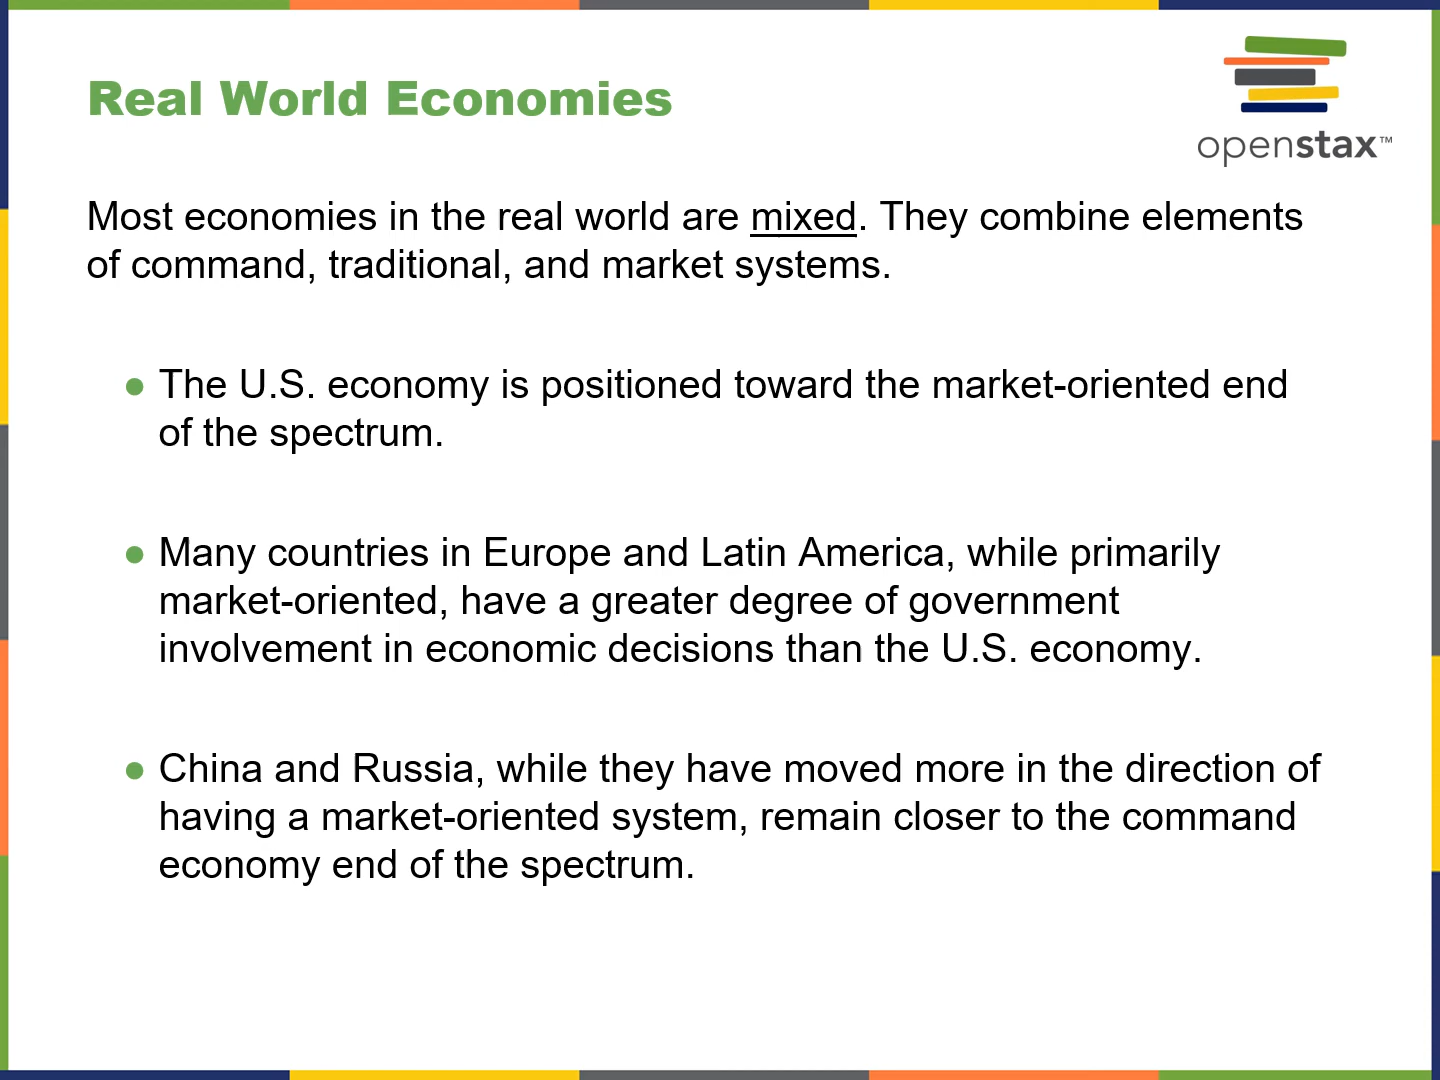 Real World Economies
openstax™
Most economies in the real world are mixed. They combine elements
of command, traditional, and market systems.
● The U.S. economy is positioned toward the market-oriented end
of the spectrum.
● Many countries in Europe and Latin America, while primarily
market-oriented, have a greater degree of government
involvement in economic decisions than the U.S. economy.
● China and Russia, while they have moved more in the direction of
having a market-oriented system, remain closer to the command
economy end of the spectrum.